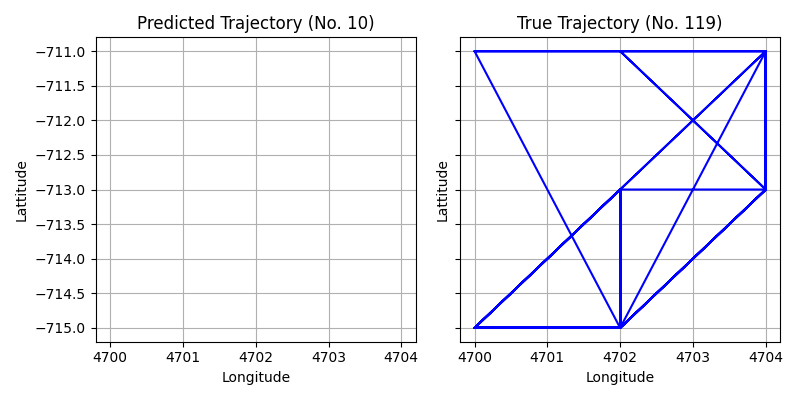 Predicted Trajectory (No. 10)
−711.0
−711.5
−712.0
−712.5
−713.0
−713.5
−714.0
−714.5
−715.0
Lattitude
4700 4701 4702 4703 4704
Longitude
True Trajectory (No. 119)
Lattitude
4700 4701 4702 4703 4704
Longitude